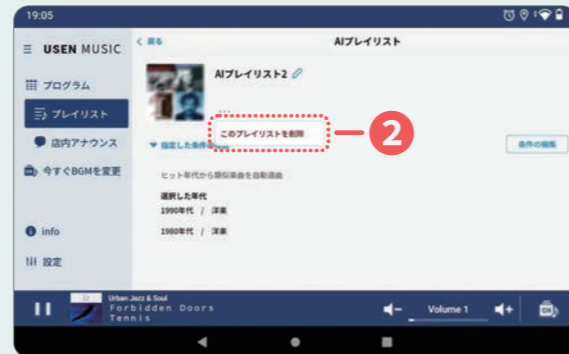 19:05
USEN MUSIC
プログラム
プレイリスト
店内アナウンス
今すぐBGMを変更
info
設定
< 戻る
AIプレイリスト
AIプレイリスト2
...
このプレイリストを削除
2
▼ 指定した条件の
条件の編集
ヒット年代から類似楽曲を自動選曲
選択した年代
1990年代 / 洋楽
1980年代 / 洋楽
Urban Jazz & Soul
Forbidden Doors
Tennis
Volume 1
CH